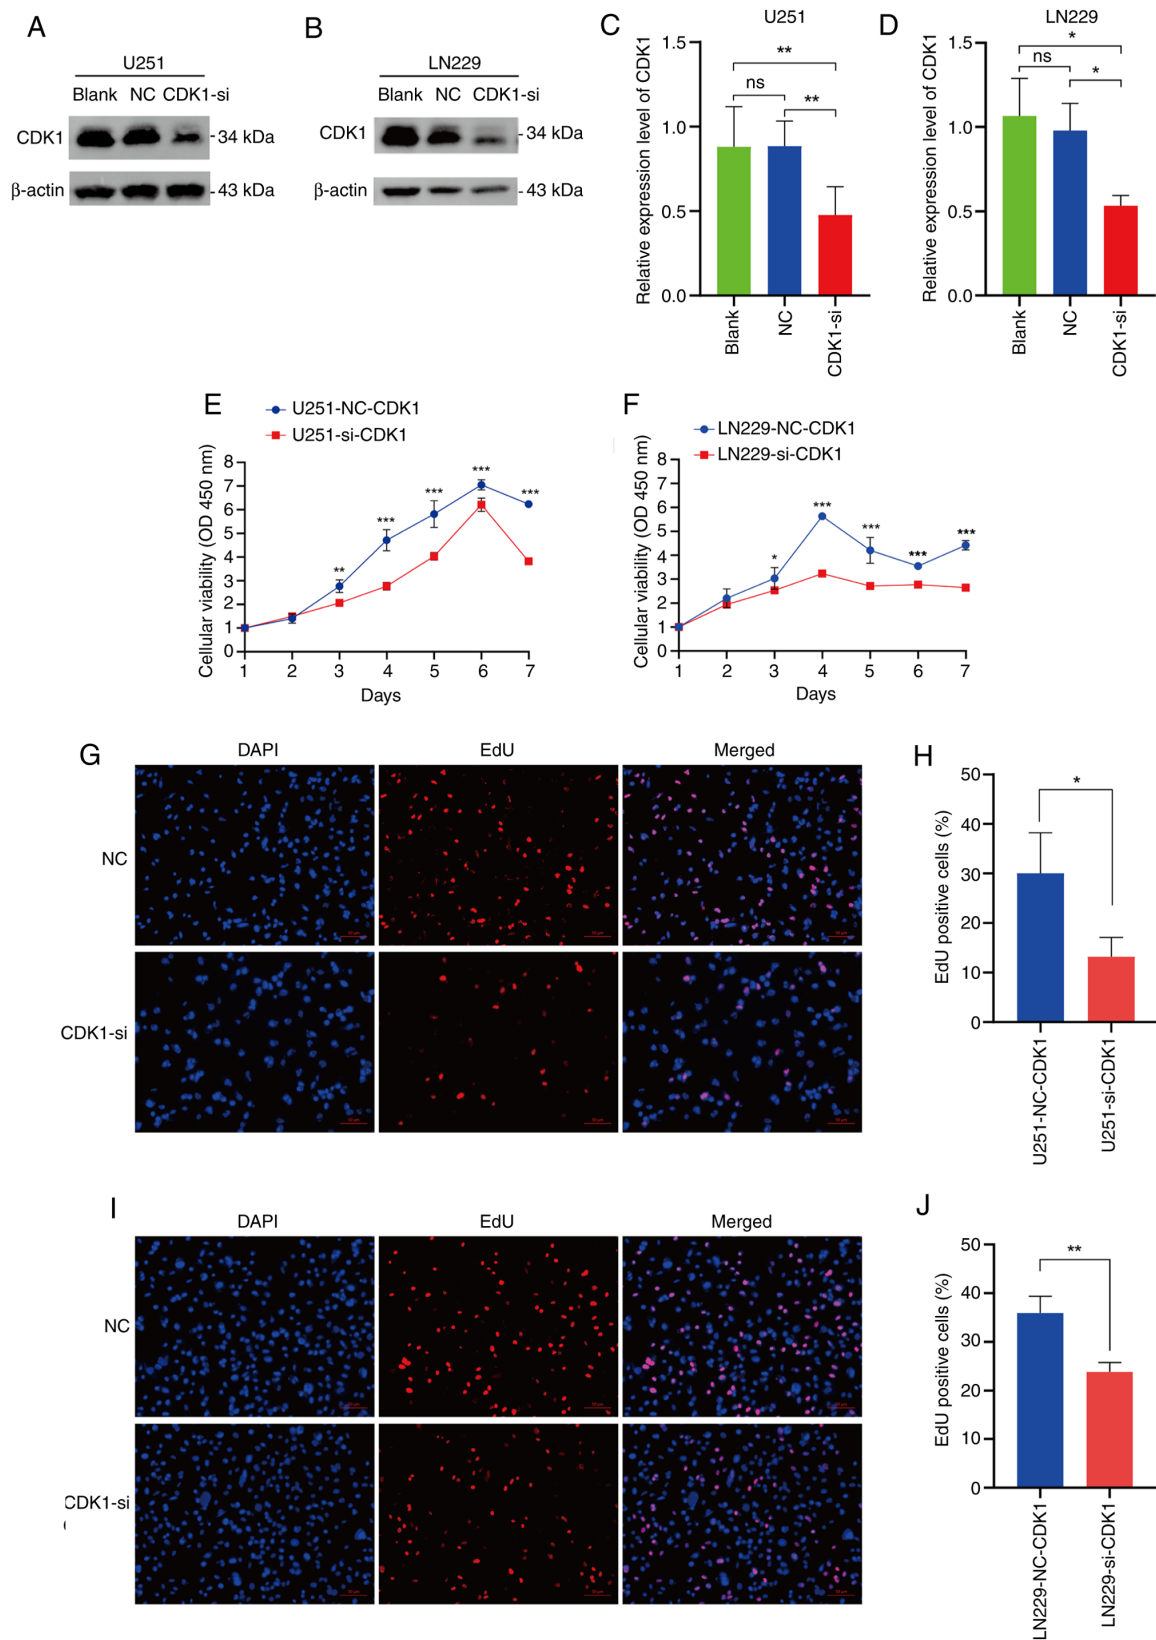 A
U251
Blank NC CDK1-si
CDK1
34 kDa
β-actin
43 kDa
B
LN229
Blank NC CDK1-si
CDK1
34 kDa
β-actin
43 kDa
C
U251
Relative expression level of CDK1
1.5
1.0
0.5
0.0
**
ns
**
Blank
NC
CDK1-si
D
LN229
Relative expression level of CDK1
1.5
1.0
0.5
0.0
*
ns
*
Blank
NC
CDK1-si
E
U251-NC-CDK1
U251-si-CDK1
Cellular viability (OD 450 nm)
8
7
6
5
4
3
2
1
0
**
***
***
***
***
1 2 3 4 5 6 7
Days
F
LN229-NC-CDK1
LN229-si-CDK1
Cellular viability (OD 450 nm)
8
7
6
5
4
3
2
1
0
*
***
***
***
***
1 2 3 4 5 6 7
Days
G
DAPI EdU Merged
NC
CDK1-si
H
EdU positive cells (%)
50
40
30
20
10
0
*
U251-NC-CDK1
U251-si-CDK1
I
DAPI EdU Merged
NC
CDK1-si
J
EdU positive cells (%)
50
40
30
20
10
0
**
LN229-NC-CDK1
LN229-si-CDK1